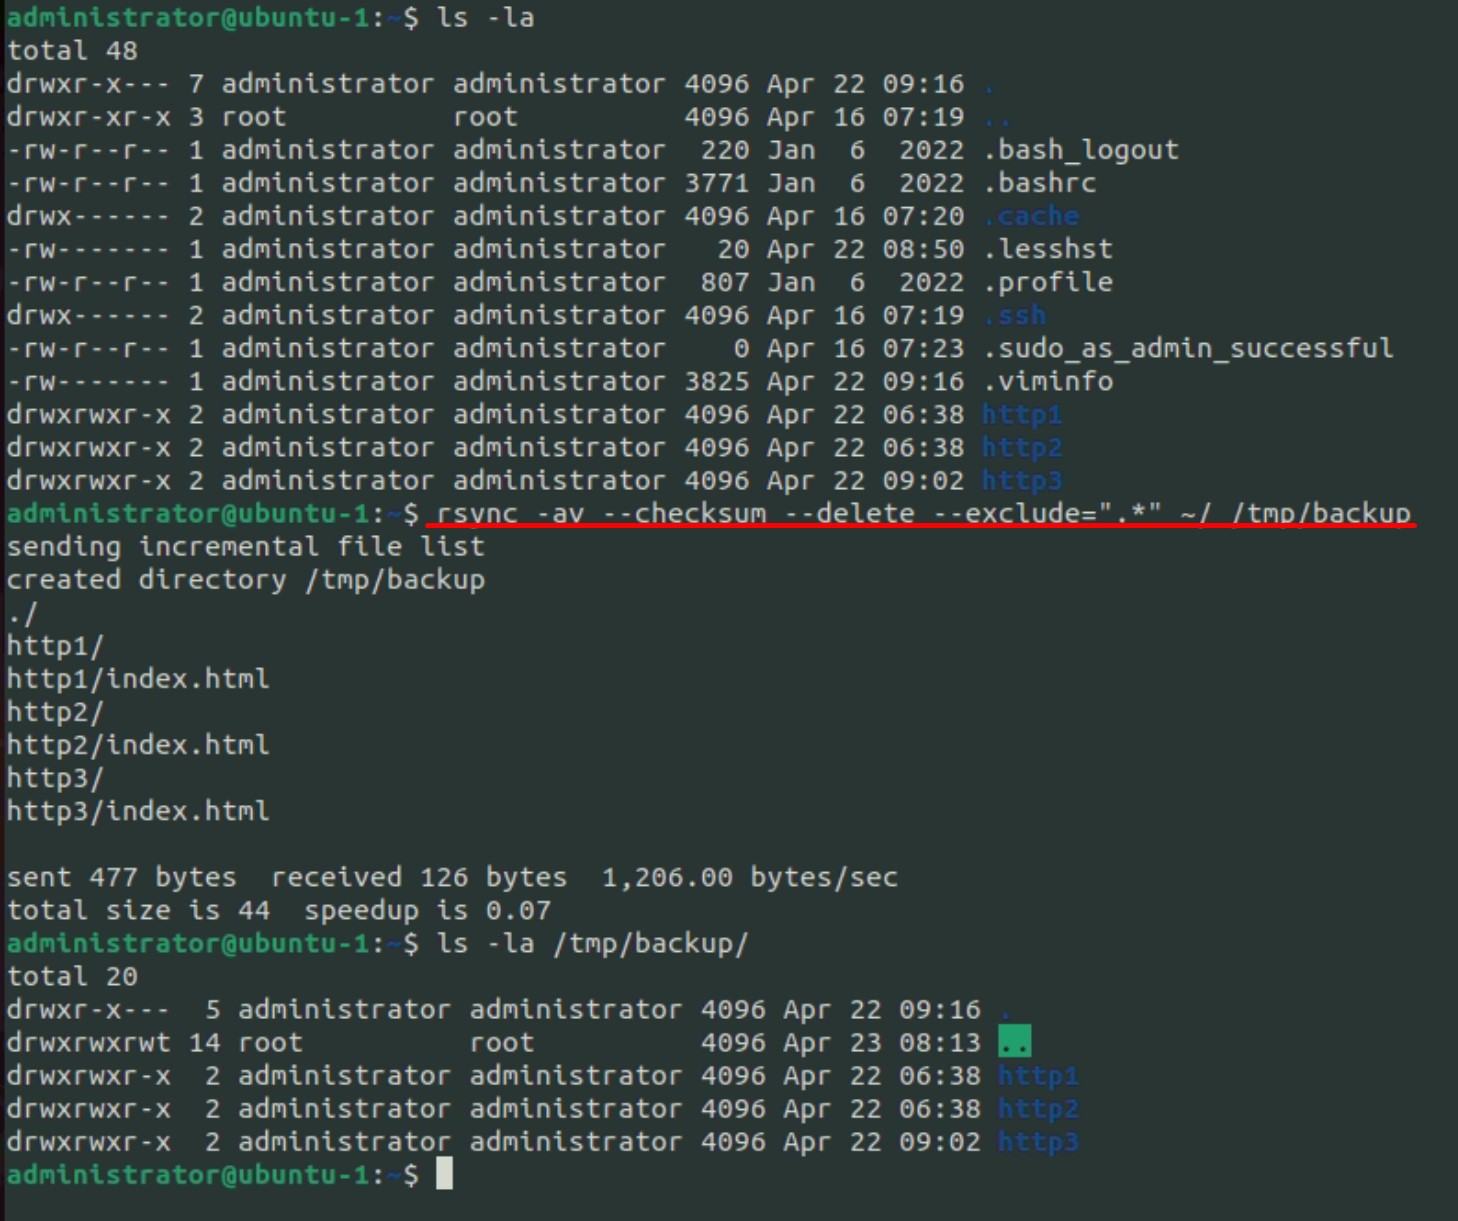 administrator@ubuntu-1:~$ ls -la
total 48
drwxr-x--- 7 administrator administrator 4096 Apr 22 09:16 .
drwxr-xr-x 3 root          root          4096 Apr 16 07:19 ..
-rw-r--r-- 1 administrator administrator  220 Jan  6  2022 .bash_logout
-rw-r--r-- 1 administrator administrator 3771 Jan  6  2022 .bashrc
drwx------ 2 administrator administrator 4096 Apr 16 07:20 .cache
-rw------- 1 administrator administrator   20 Apr 22 08:50 .lesshst
-rw-r--r-- 1 administrator administrator  807 Jan  6  2022 .profile
drwx------ 2 administrator administrator 4096 Apr 16 07:19 .ssh
-rw-r--r-- 1 administrator administrator    0 Apr 16 07:23 .sudo_as_admin_successful
-rw------- 1 administrator administrator 3825 Apr 22 09:16 .viminfo
drwxrwxr-x 2 administrator administrator 4096 Apr 22 06:38 http1
drwxrwxr-x 2 administrator administrator 4096 Apr 22 06:38 http2
drwxrwxr-x 2 administrator administrator 4096 Apr 22 09:02 http3
administrator@ubuntu-1:~$ rsync -av --checksum --delete --exclude=".*" ~/ /tmp/backup
sending incremental file list
created directory /tmp/backup
./
http1/
http1/index.html
http2/
http2/index.html
http3/
http3/index.html

sent 477 bytes  received 126 bytes  1,206.00 bytes/sec
total size is 44  speedup is 0.07
administrator@ubuntu-1:~$ ls -la /tmp/backup/
total 20
drwxr-x---  5 administrator administrator 4096 Apr 22 09:16 .
drwxrwxrwt 14 root          root          4096 Apr 23 08:13 ..
drwxrwxr-x  2 administrator administrator 4096 Apr 22 06:38 http1
drwxrwxr-x  2 administrator administrator 4096 Apr 22 06:38 http2
drwxrwxr-x  2 administrator administrator 4096 Apr 22 09:02 http3
administrator@ubuntu-1:~$